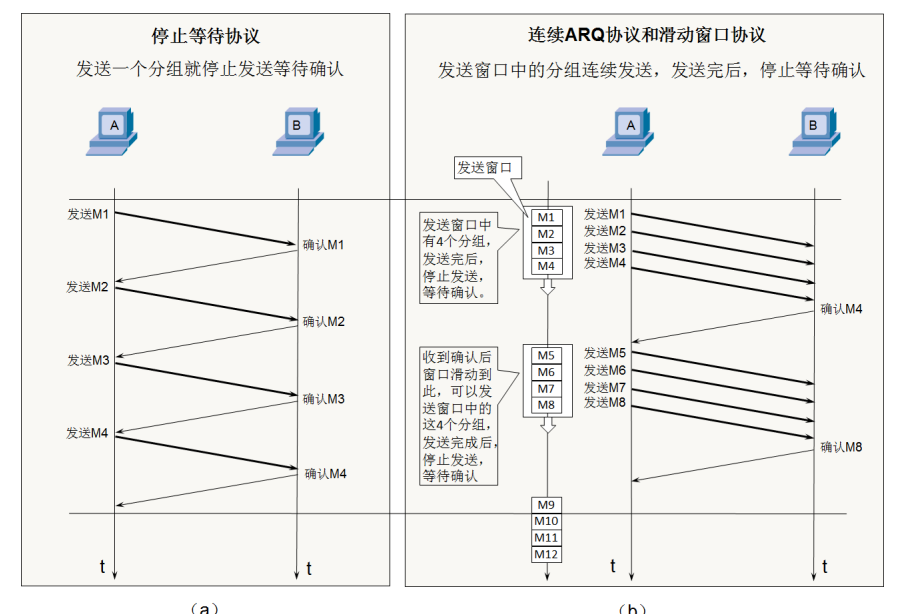 停止等待协议
发送一个分组就停止发送等待确认
A
B
发送M1
确认M1
发送M2
确认M2
发送M3
确认M3
发送M4
确认M4
t
t
(a)
连续ARQ协议和滑动窗口协议
发送窗口中的分组连续发送，发送完后，停止等待确认
A
B
发送窗口
发送窗口中
有4个分组，
发送完后，
停止发送，
等待确认。
M1
M2
M3
M4
发送M1
发送M2
发送M3
发送M4
确认M4
收到确认后
窗口滑动到
此，可以发
送窗口中的
这4个分组，
发送完成后，
停止发送，
等待确认
M5
M6
M7
M8
发送M5
发送M6
发送M7
发送M8
确认M8
M9
M10
M11
M12
t
t
(b)